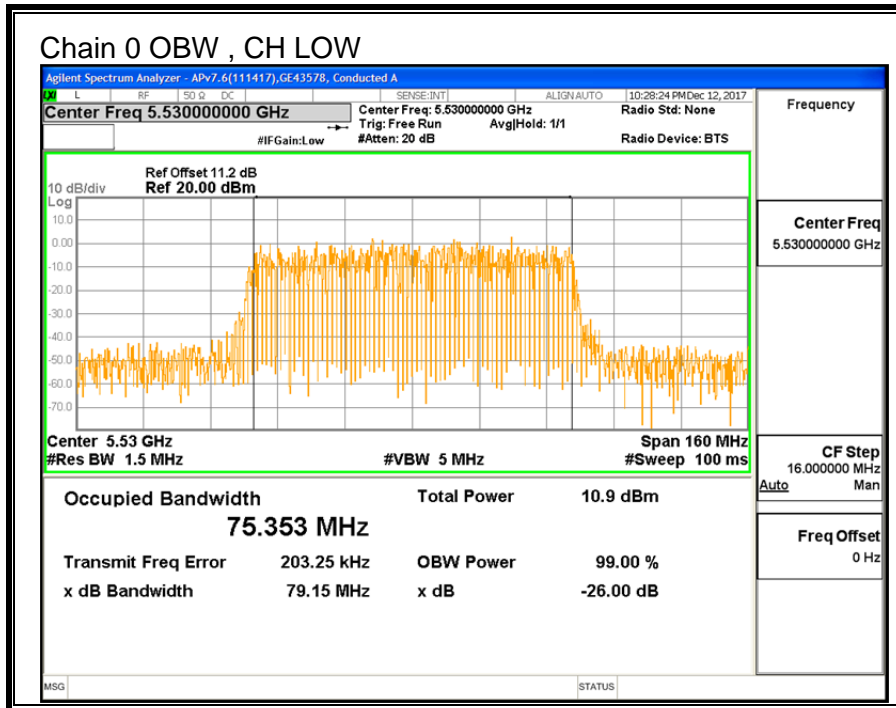 Chain 0 OBW , CH LOW
Agilent Spectrum Analyzer - APv7.6(111417),GE43578, Conducted A
LXI L RF 50 Ω DC SENSE:INT ALIGN AUTO 10:28:24 PM Dec 12, 2017
Center Freq 5.530000000 GHz
Center Freq: 5.530000000 GHz
Radio Std: None
Trig: Free Run Avg|Hold: 1/1
#IFGain:Low #Atten: 20 dB Radio Device: BTS
Ref Offset 11.2 dB
10 dB/div Ref 20.00 dBm
Log
10.0
0.00
-10.0
-20.0
-30.0
-40.0
-50.0
-60.0
-70.0
Center 5.53 GHz Span 160 MHz
#Res BW 1.5 MHz #VBW 5 MHz #Sweep 100 ms
Occupied Bandwidth Total Power 10.9 dBm
75.353 MHz
Transmit Freq Error 203.25 kHz OBW Power 99.00 %
x dB Bandwidth 79.15 MHz x dB -26.00 dB
MSG STATUS
Frequency
Center Freq
5.530000000 GHz
CF Step
16.000000 MHz
Auto Man
Freq Offset
0 Hz